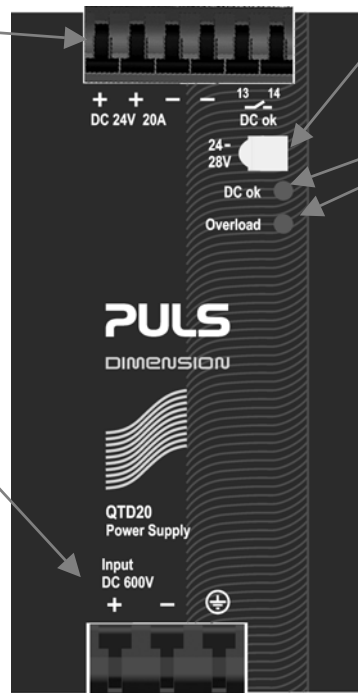 + + − − 13 14
DC 24V 20A DC ok
24-
28V
DC ok
Overload
PULS
DIMENSION
QTD20
Power Supply
Input
DC 600V
+ −